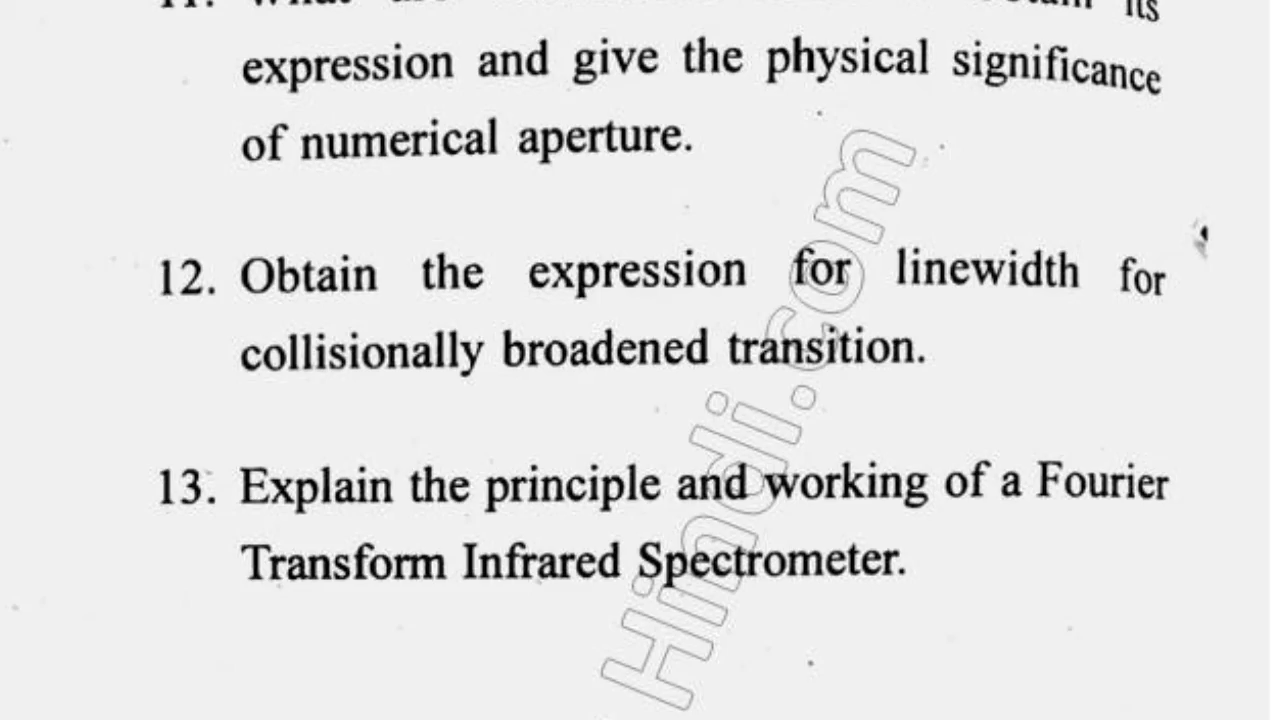 its
expression and give the physical significance
of numerical aperture.
12. Obtain the expression for linewidth for
collisionally broadened transition.
13. Explain the principle and working of a Fourier
Transform Infrared Spectrometer.
Hindi.com